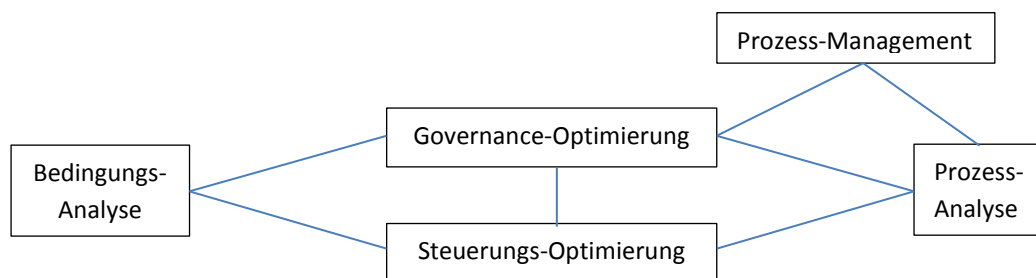 Prozess-Management
Governance-Optimierung
Bedingungs-
Analyse
Prozess-
Analyse
Steuerungs-Optimierung